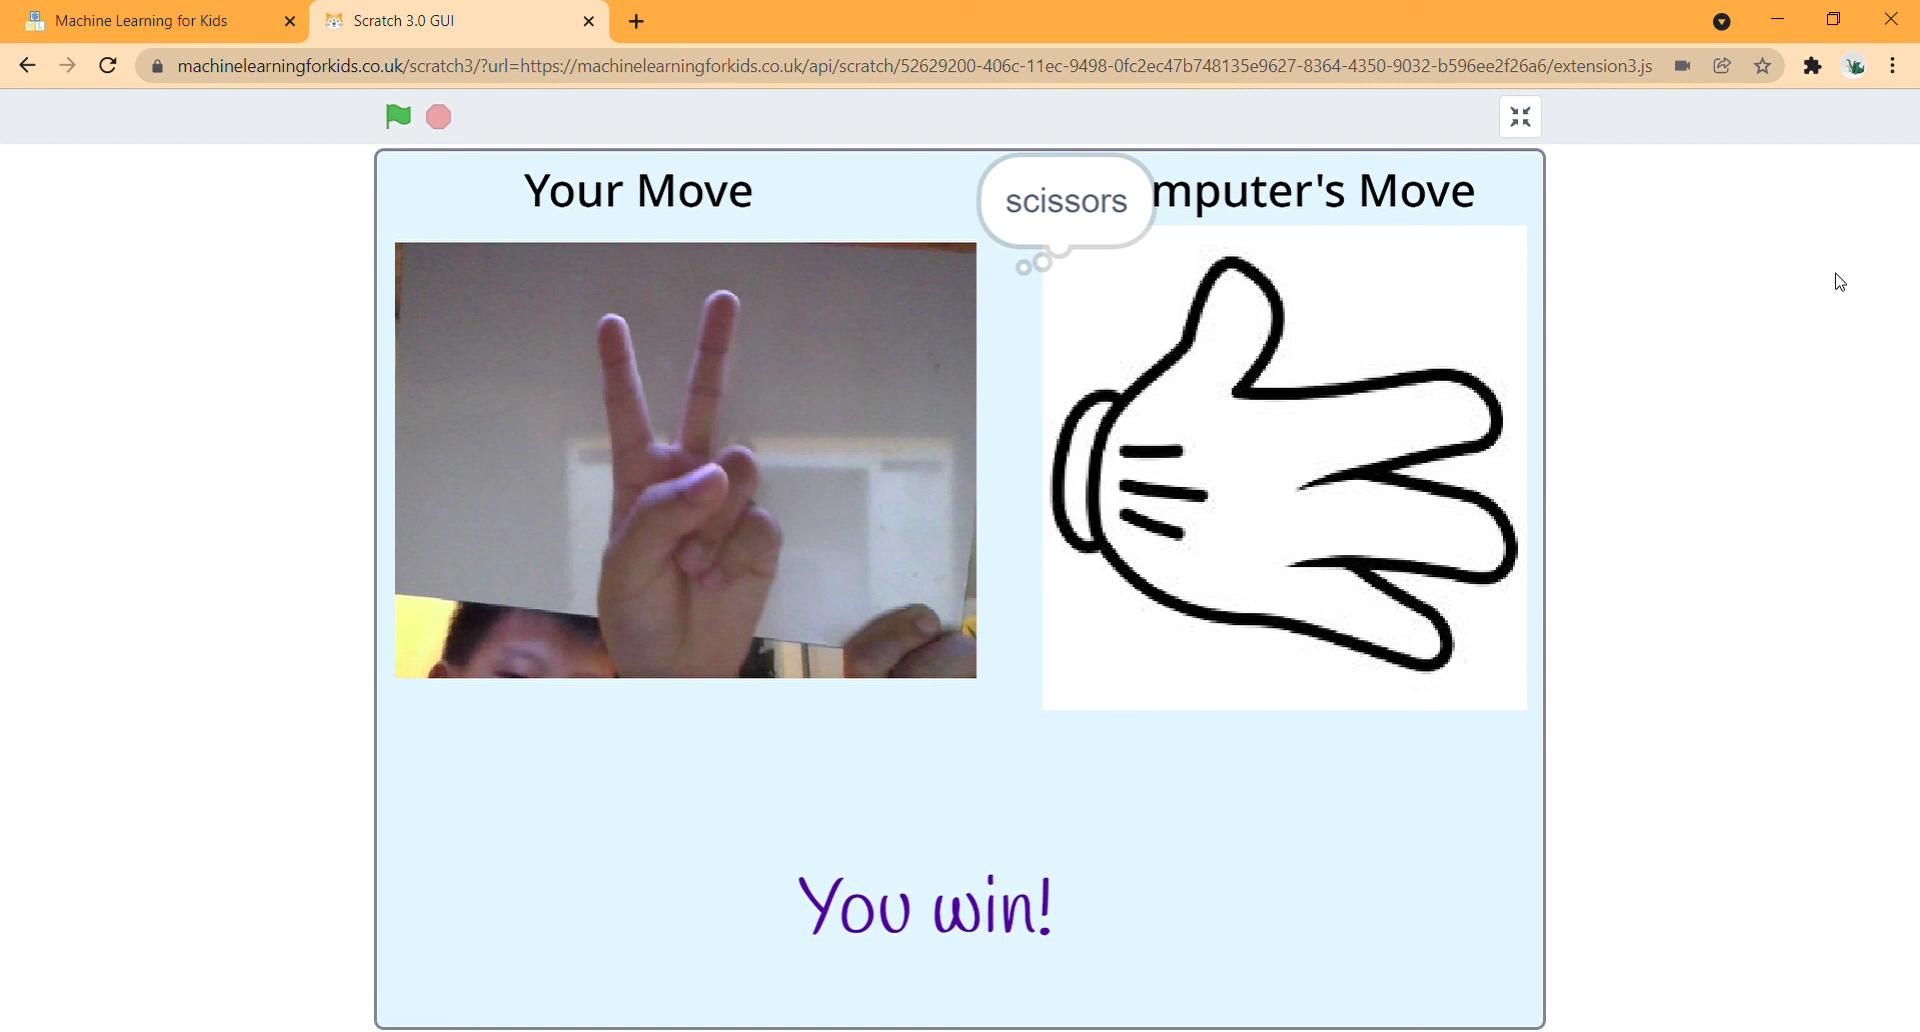 Machine Learning for Kids
Scratch 3.0 GUI
machinelearningforkids.co.uk/scratch3/?url=https://machinelearningforkids.co.uk/api/scratch/52629200-406c-11ec-9498-0fc2ec47b748135e9627-8364-4350-9032-b596ee2f26a6/extension3.js
Your Move
scissors
mputer's Move
You win!